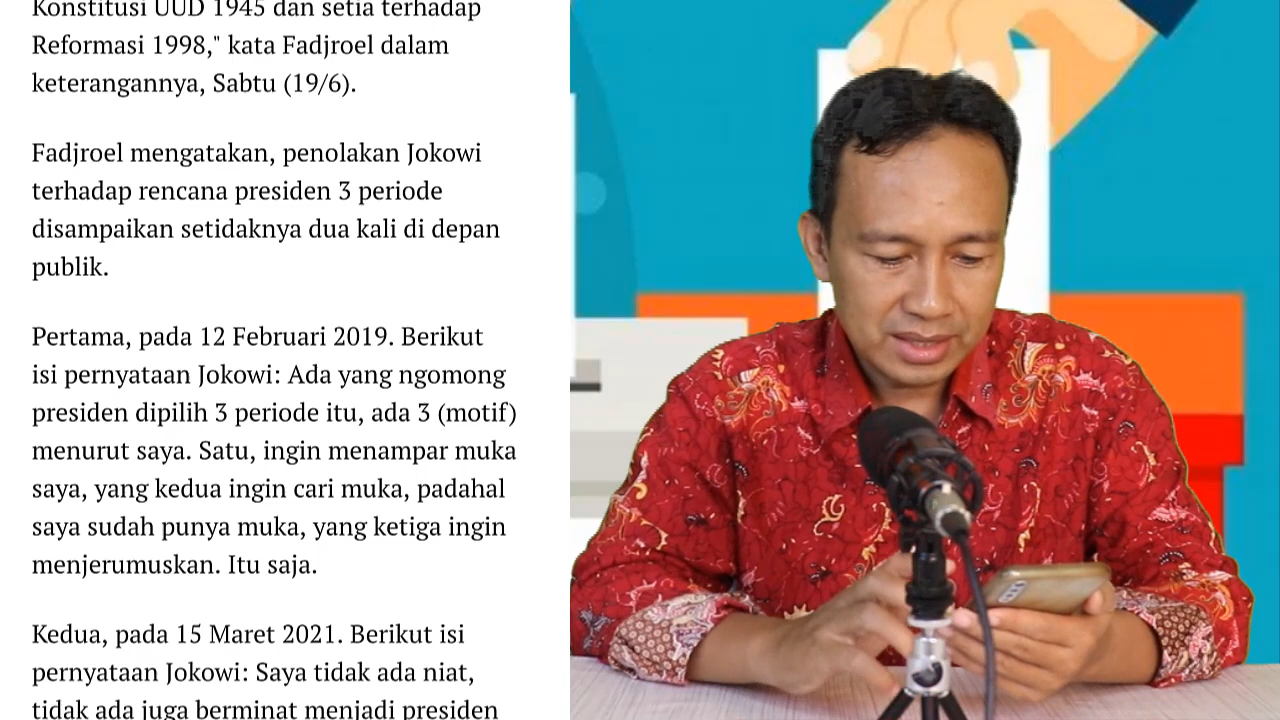 Konstitusi UUD 1945 dan setia terhadap
Reformasi 1998," kata Fadjroel dalam
keterangannya, Sabtu (19/6).
Fadjroel mengatakan, penolakan Jokowi
terhadap rencana presiden 3 periode
disampaikan setidaknya dua kali di depan
publik.
Pertama, pada 12 Februari 2019. Berikut
isi pernyataan Jokowi: Ada yang ngomong
presiden dipilih 3 periode itu, ada 3 (motif)
menurut saya. Satu, ingin menampar muka
saya, yang kedua ingin cari muka, padahal
saya sudah punya muka, yang ketiga ingin
menjerumuskan. Itu saja.
Kedua, pada 15 Maret 2021. Berikut isi
pernyataan Jokowi: Saya tidak ada niat,
tidak ada juga berminat menjadi presiden